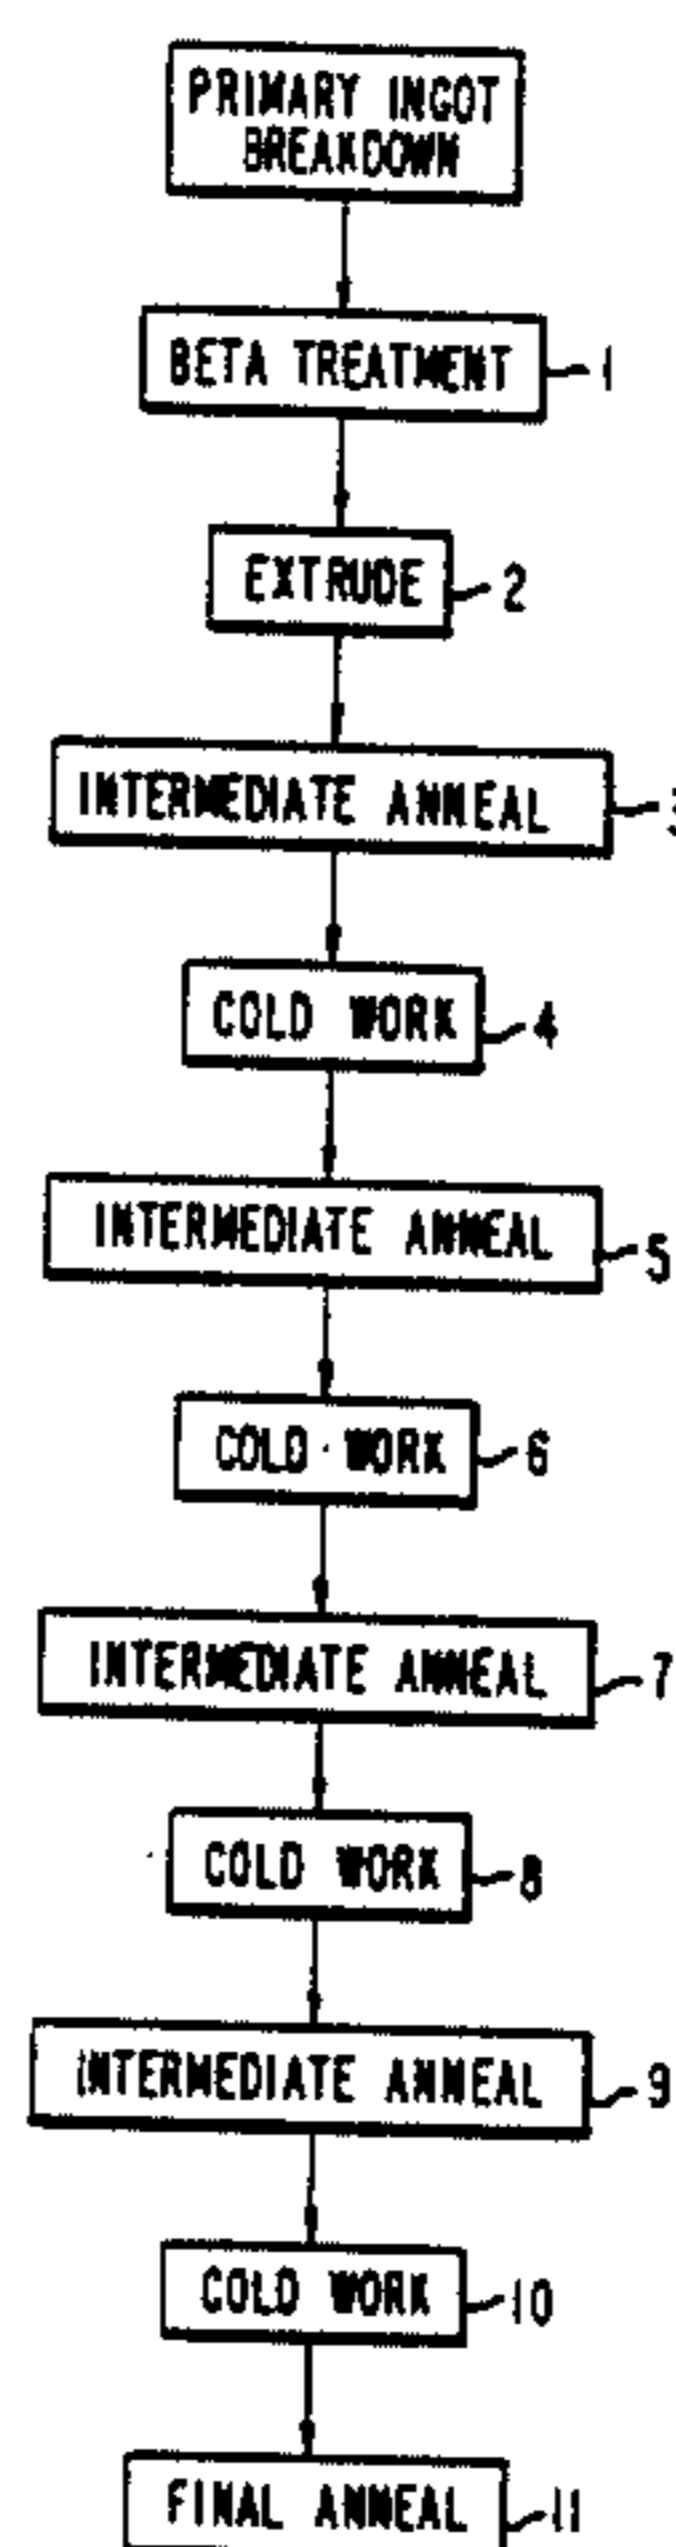 PRIMARY INGOT
BREAKDOWN
BETA TREATMENT
1
EXTRUDE
2
INTERMEDIATE ANNEAL
3
COLD WORK
4
INTERMEDIATE ANNEAL
5
COLD WORK
6
INTERMEDIATE ANNEAL
7
COLD WORK
8
INTERMEDIATE ANNEAL
9
COLD WORK
10
FINAL ANNEAL
11